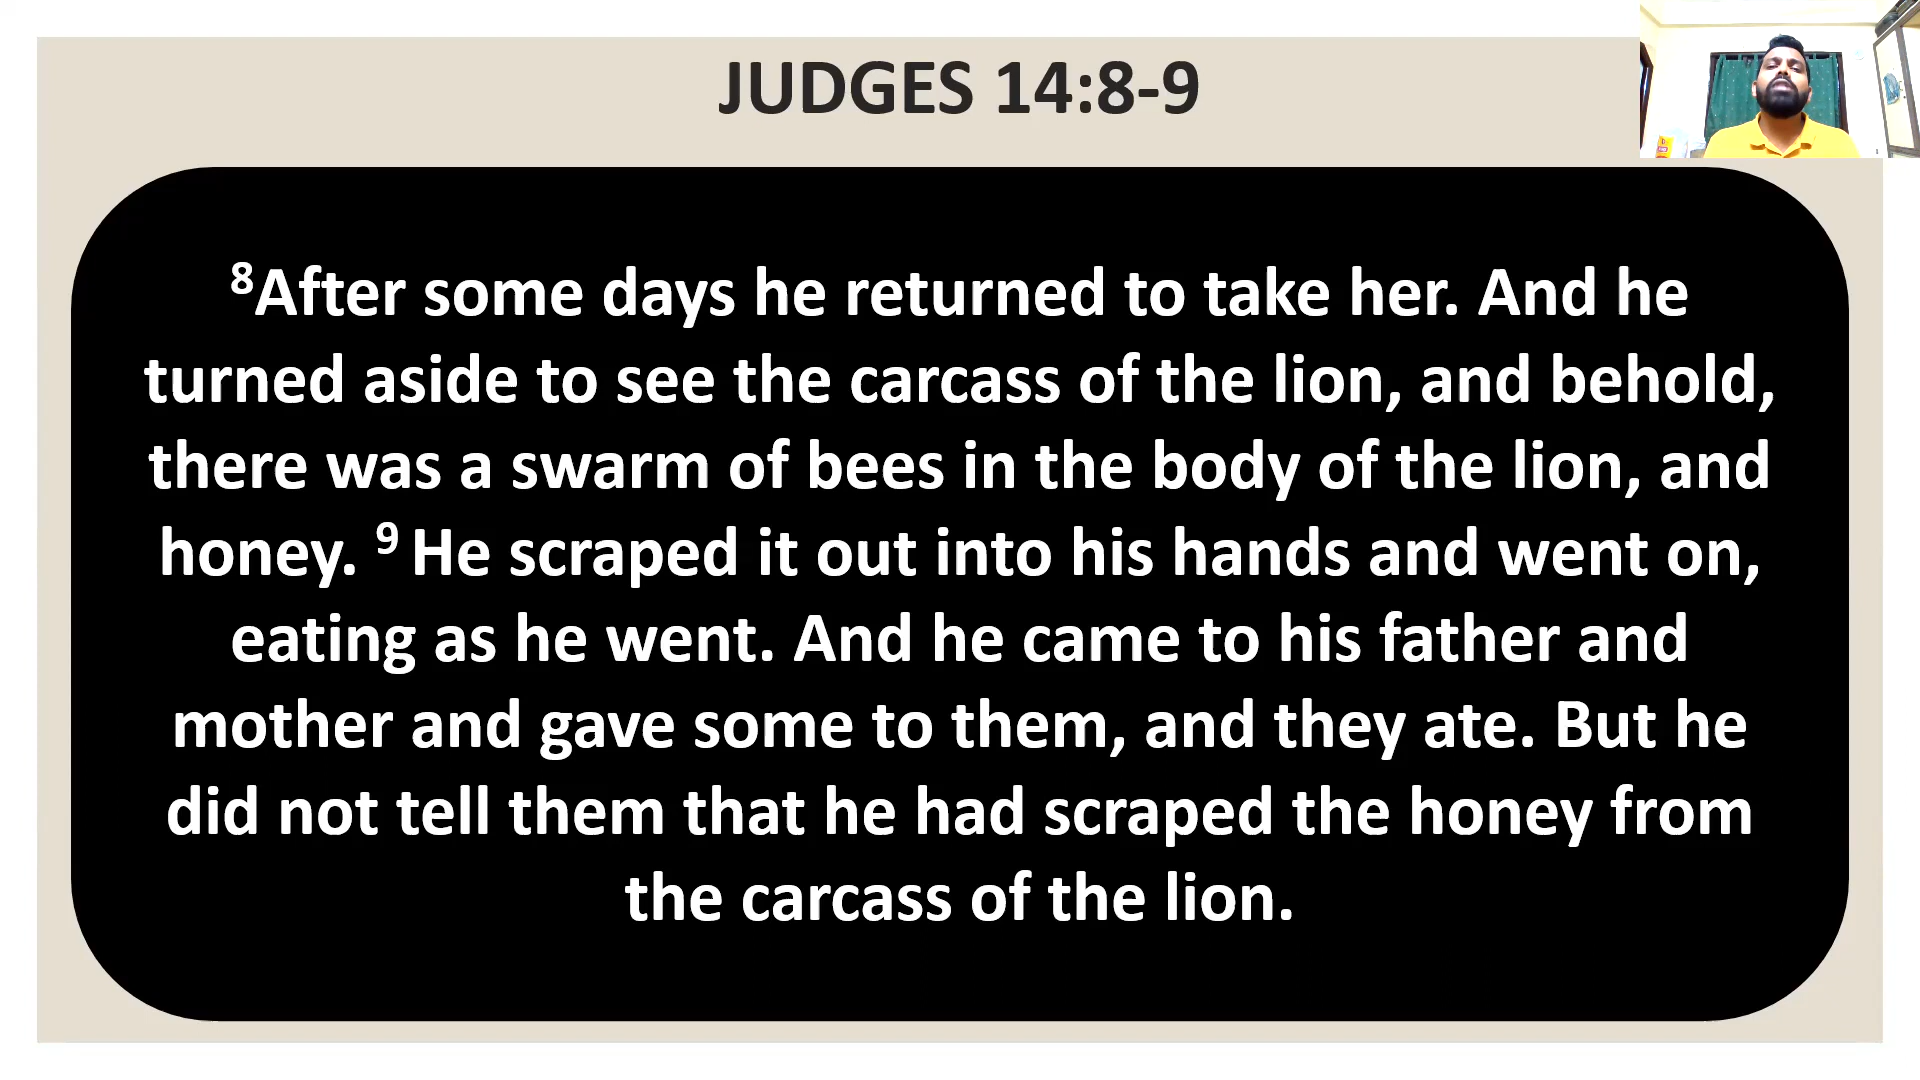 JUDGES 14:8-9
⁸After some days he returned to take her. And he
turned aside to see the carcass of the lion, and behold,
there was a swarm of bees in the body of the lion, and
honey. ⁹ He scraped it out into his hands and went on,
eating as he went. And he came to his father and
mother and gave some to them, and they ate. But he
did not tell them that he had scraped the honey from
the carcass of the lion.